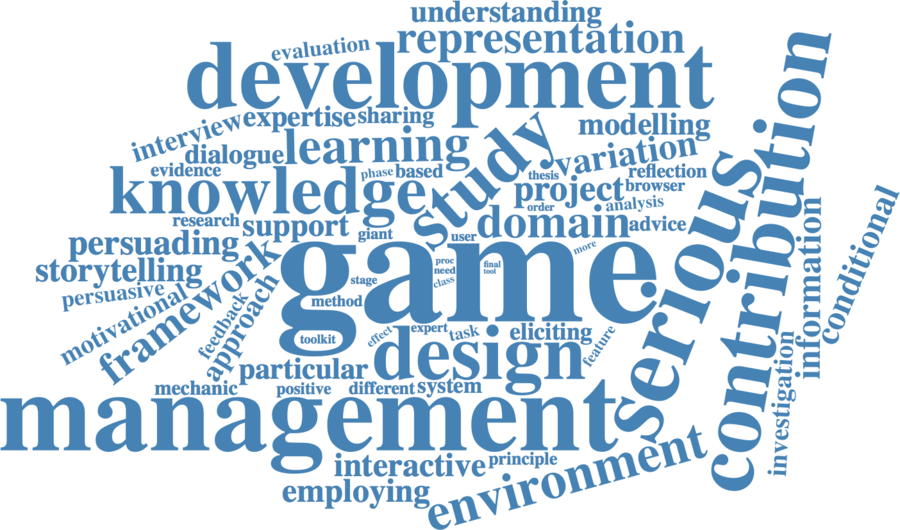 understanding
representation
evaluation
development
interview
expertise
sharing
modelling
dialogue
learning
study
variation
evidence
phase
based
thesis
reflection
knowledge
project
browser
order
analysis
research
support
giant
user
domain
advice
persuading
game
more
serious
contribution
storytelling
framework
stage
proc
need
class
final
tool
information
conditional
persuasive
motivational
feedback
approach
method
toolkit
effect
expert
task
eliciting
feature
design
particular
mechanic
positive
different
system
investigation
management
interactive
principle
environment
employing